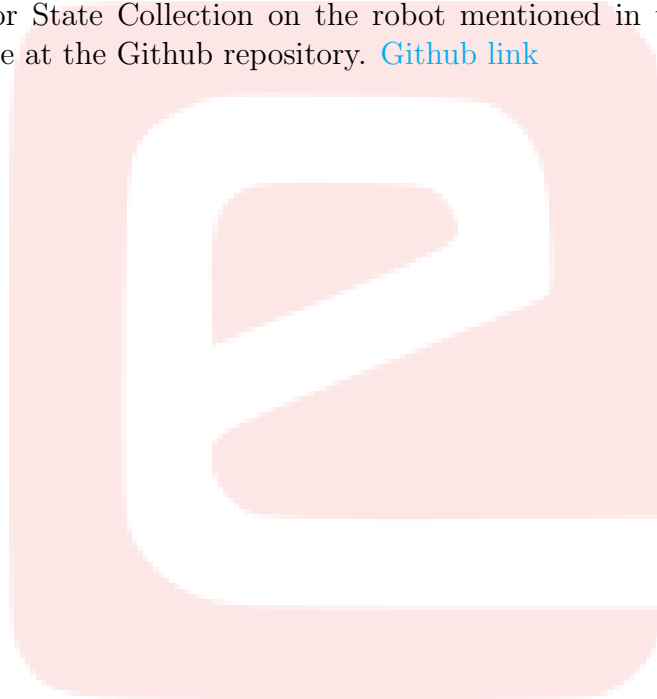 or State Collection on the robot mentioned in
e at the Github repository. Github link